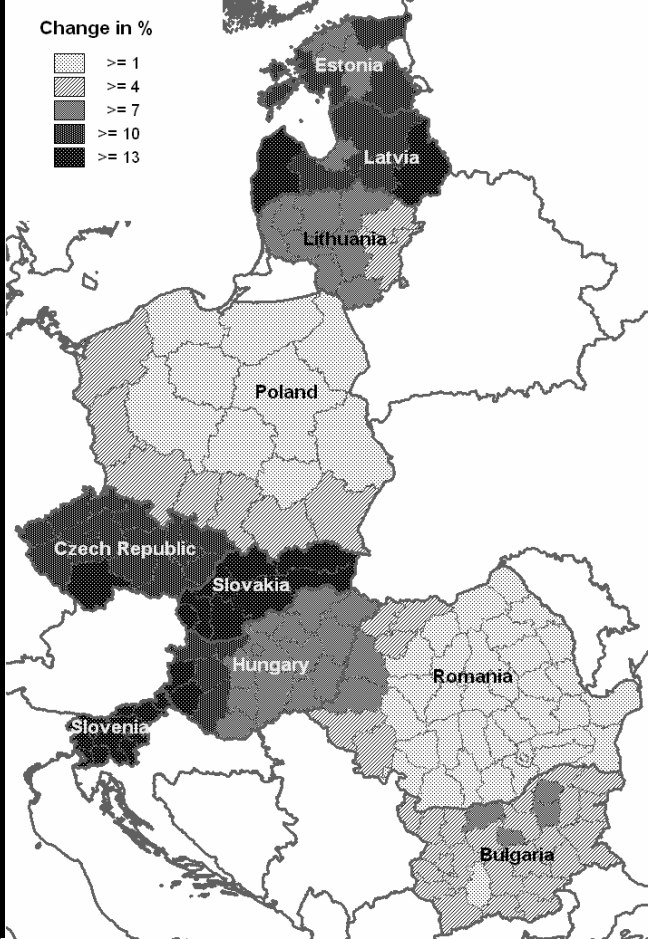 Change in %
>= 1
>= 4
>= 7
>= 10
>= 13
Estonia
Latvia
Lithuania
Poland
Czech Republic
Slovakia
Hungary
Romania
Slovenia
Bulgaria